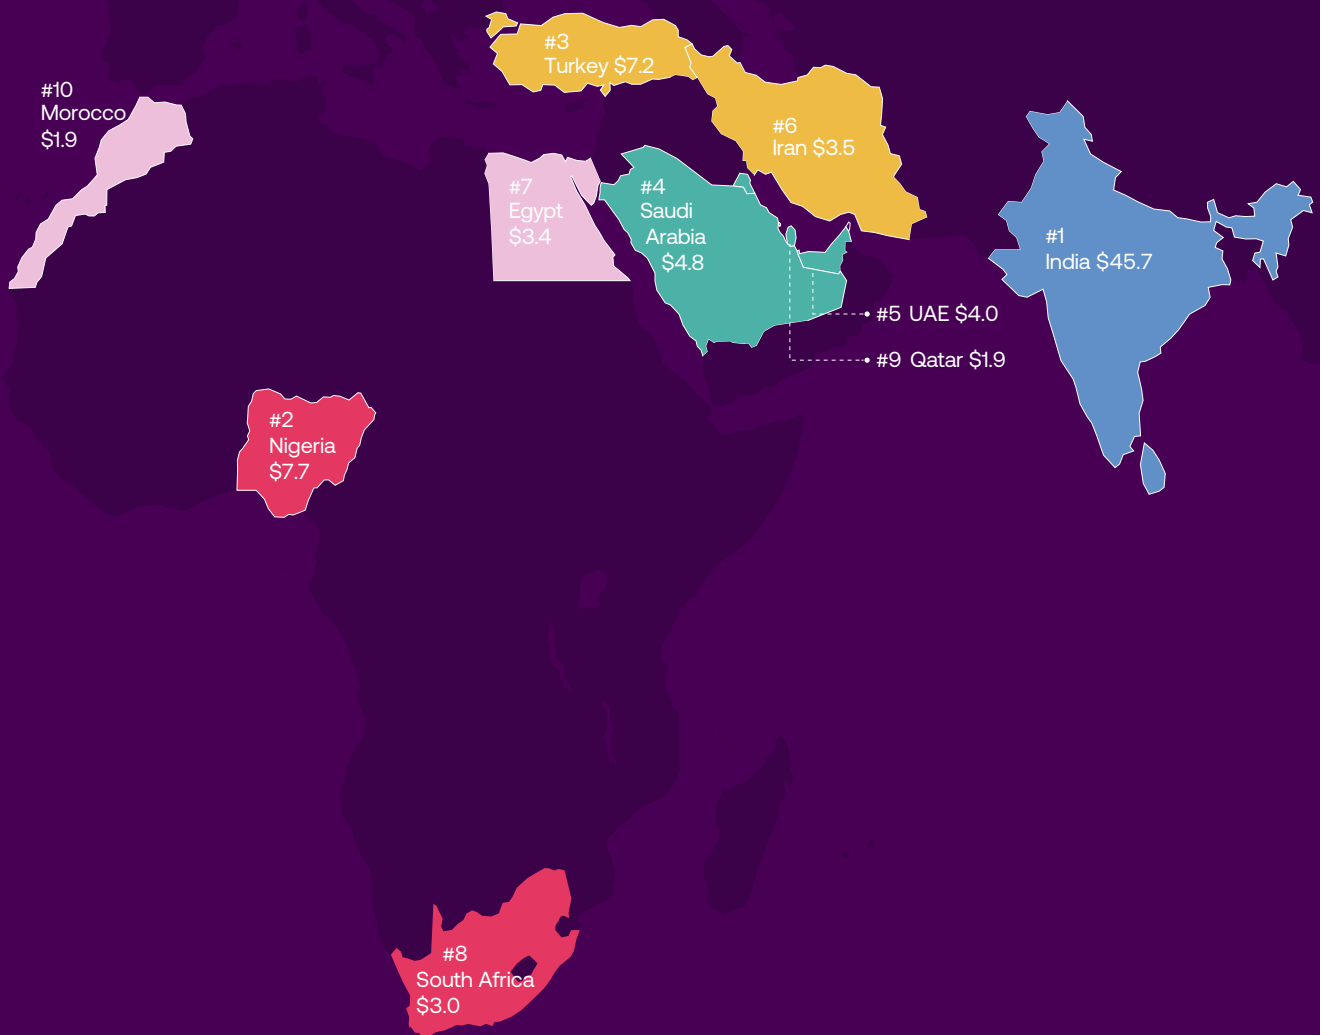 #3
Turkey $7.2
#10
Morocco
$1.9
#6
Iran $3.5
#7
Egypt
$3.4
#4
Saudi
Arabia
$4.8
#1
India $45.7
#5 UAE $4.0
#9 Qatar $1.9
#2
Nigeria
$7.7
#8
South Africa
$3.0